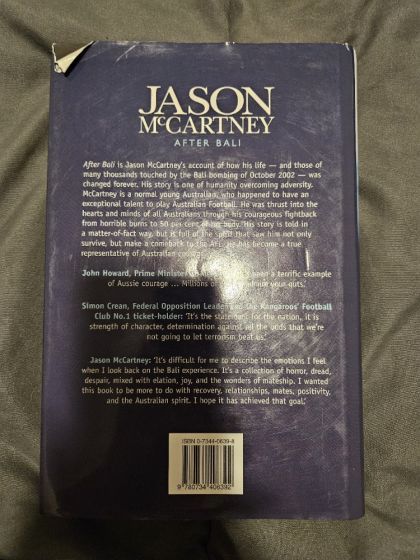 JASON
MCCARTNEY
AFTER BALI
After Bali is Jason McCartney's account of how his life — and those of
many thousands touched by the Bali bombing of October 2002 — was
changed forever. His story is one of humanity overcoming adversity.
McCartney is a normal young Australian, who happened to have an
exceptional talent to play Australian Football. He was thrust into the
hearts and minds of all Australians through his courageous fightback
from horrible burns to 50 per cent of his body. His story is told in
a matter-of-fact way, but is full of the spirit that saw him not only
survive, but make a comeback to the AFL. He has become a true
representative of Australian
John Howard, Prime Minister been a terrific example
of Aussie courage ... Millions of your guts.'
Simon Crean, Federal Opposition Leader and the Kangaroos' Football
Club No.1 ticket-holder: 'It's the statement for the nation, it is
strength of character, determination against all the odds that we're
not going to let terrorism beat us.'
Jason McCartney: 'It's difficult for me to describe the emotions I feel
when I look back on the Bali experience. It's a collection of horror, dread,
despair, mixed with elation, joy, and the wonders of mateship. I wanted
this book to be more to do with recovery, relationships, mates, positivity,
and the Australian spirit. I hope it has achieved that goal.'
ISBN 0-7344-0639-8
9 780734 406392